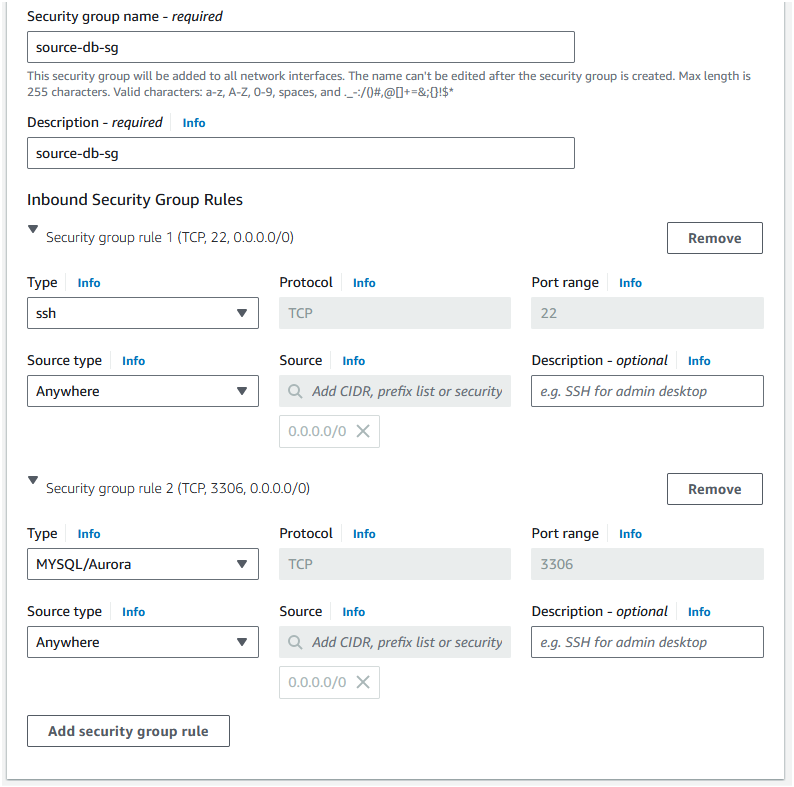 Security group name - required
source-db-sg
This security group will be added to all network interfaces. The name can't be edited after the security group is created. Max length is
255 characters. Valid characters: a-z, A-Z, 0-9, spaces, and ._-:/()#,@[]+=&;{}!$*
Description - required Info
source-db-sg
Inbound Security Group Rules
Security group rule 1 (TCP, 22, 0.0.0.0/0) Remove
Type Info Protocol Info Port range Info
ssh TCP 22
Source type Info Source Info Description - optional Info
Anywhere Add CIDR, prefix list or security e.g. SSH for admin desktop
0.0.0.0/0
Security group rule 2 (TCP, 3306, 0.0.0.0/0) Remove
Type Info Protocol Info Port range Info
MYSQL/Aurora TCP 3306
Source type Info Source Info Description - optional Info
Anywhere Add CIDR, prefix list or security e.g. SSH for admin desktop
0.0.0.0/0
Add security group rule